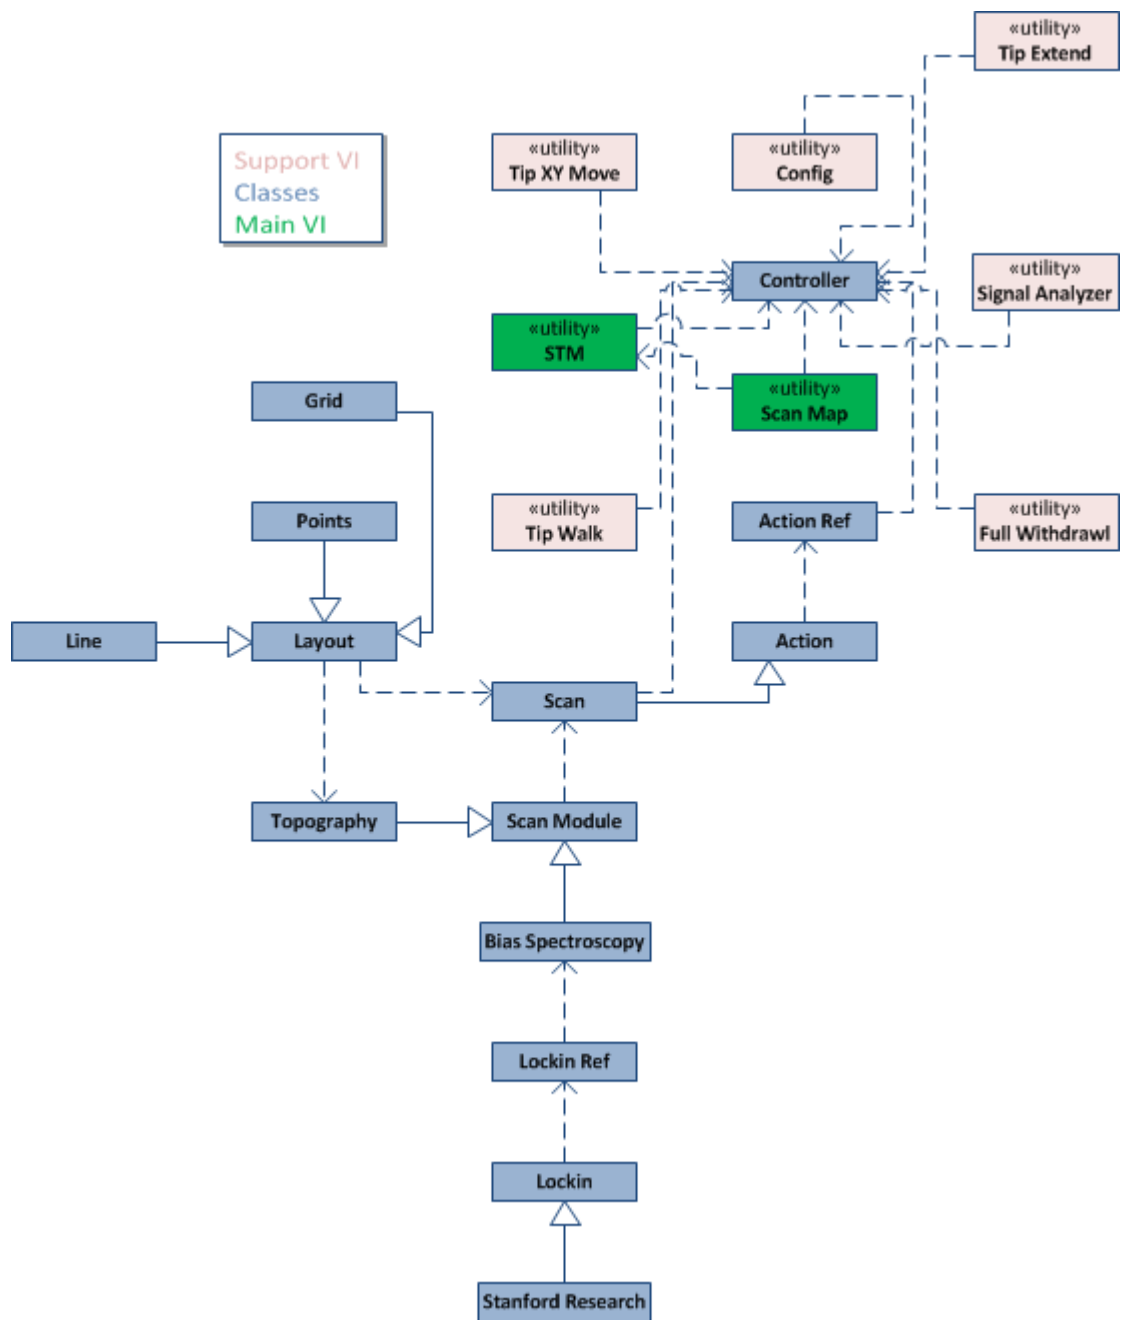 «utility»
Tip Extend
Support VI
Classes
Main VI
«utility»
Tip XY Move
«utility»
Config
Controller
«utility»
Signal Analyzer
«utility»
STM
«utility»
Scan Map
Grid
Points
«utility»
Tip Walk
Action Ref
«utility»
Full Withdrawl
Line
Layout
Action
Scan
Topography
Scan Module
Bias Spectroscopy
Lockin Ref
Lockin
Stanford Research